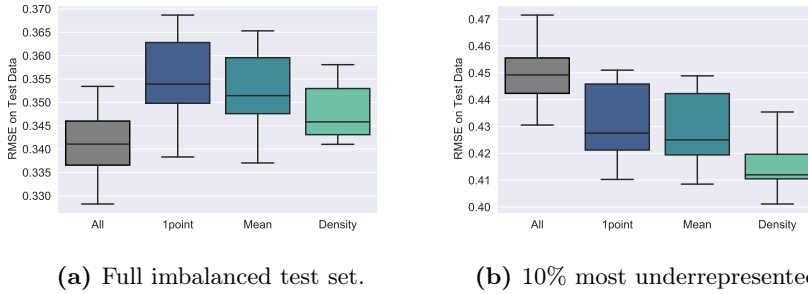 0.370
0.365
0.360
0.355
0.350
0.345
0.340
0.335
0.330
RMSE on Test Data
All 1point Mean Density
0.47
0.46
0.45
0.44
0.43
0.42
0.41
0.40
RMSE on Test Data
All 1point Mean Density
(a) Full imbalanced test set.
(b) 10% most underrepresented